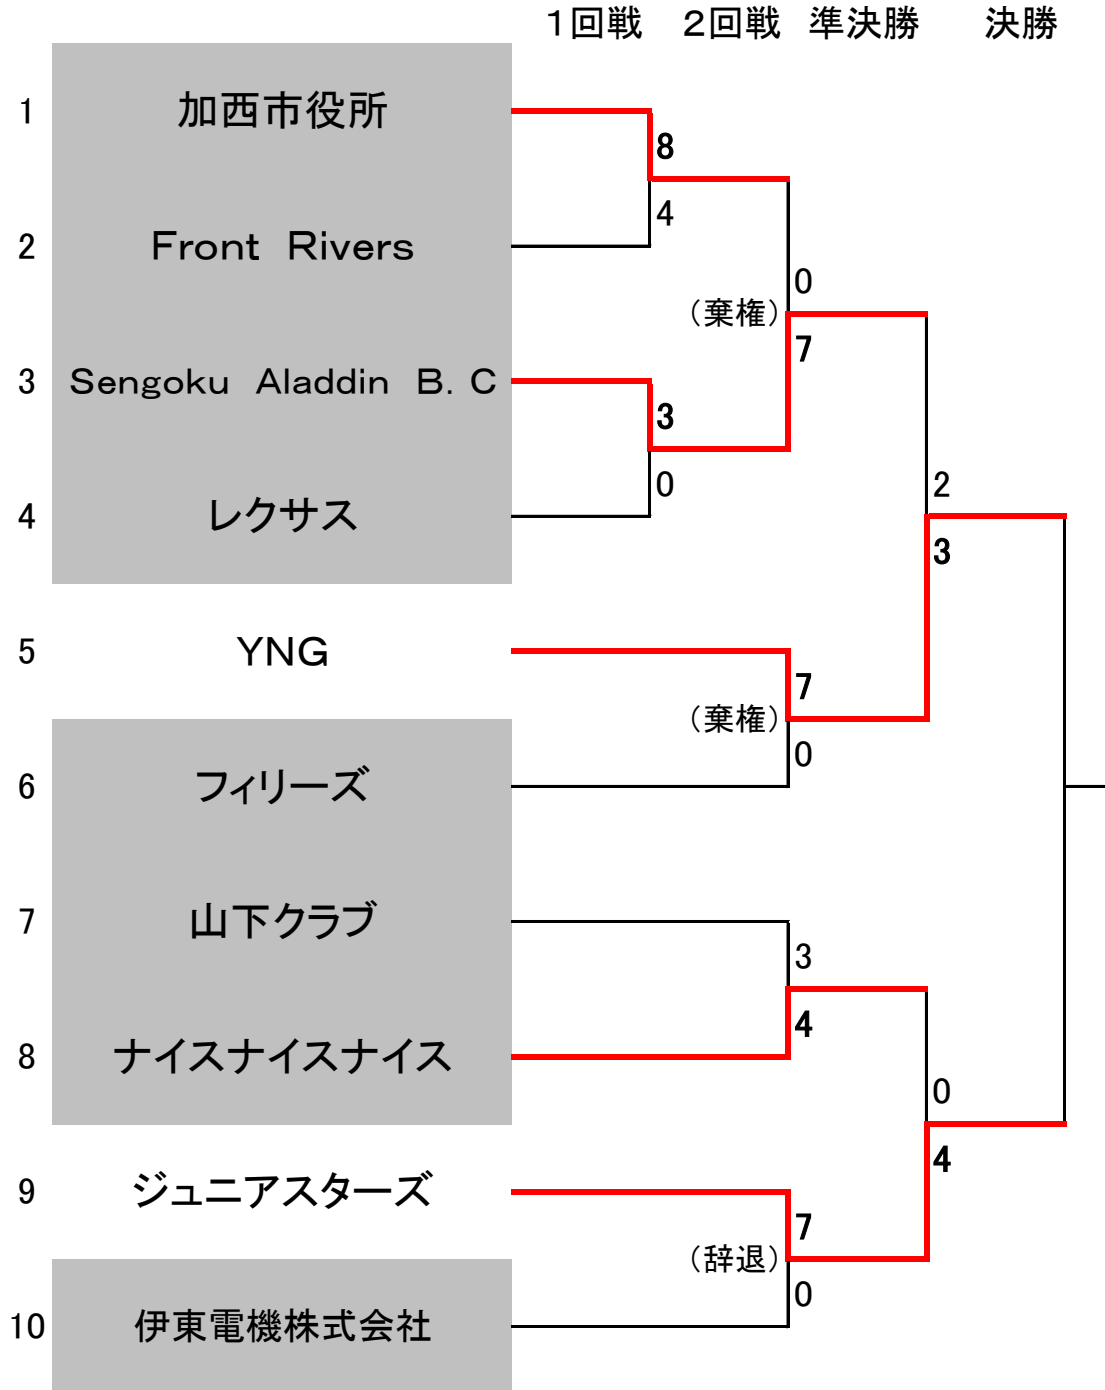 1回戦 2回戦 準決勝 決勝
1 加西市役所
8
4
2 Front Rivers
0
(棄権)
7
3 Sengoku Aladdin B. C
3
0
4 レクサス
2
3
5 YNG
7
(棄権)
0
6 フィリーズ
7 山下クラブ
3
4
8 ナイスナイスナイス
0
4
9 ジュニアスターズ
7
(辞退)
0
10 伊東電機株式会社